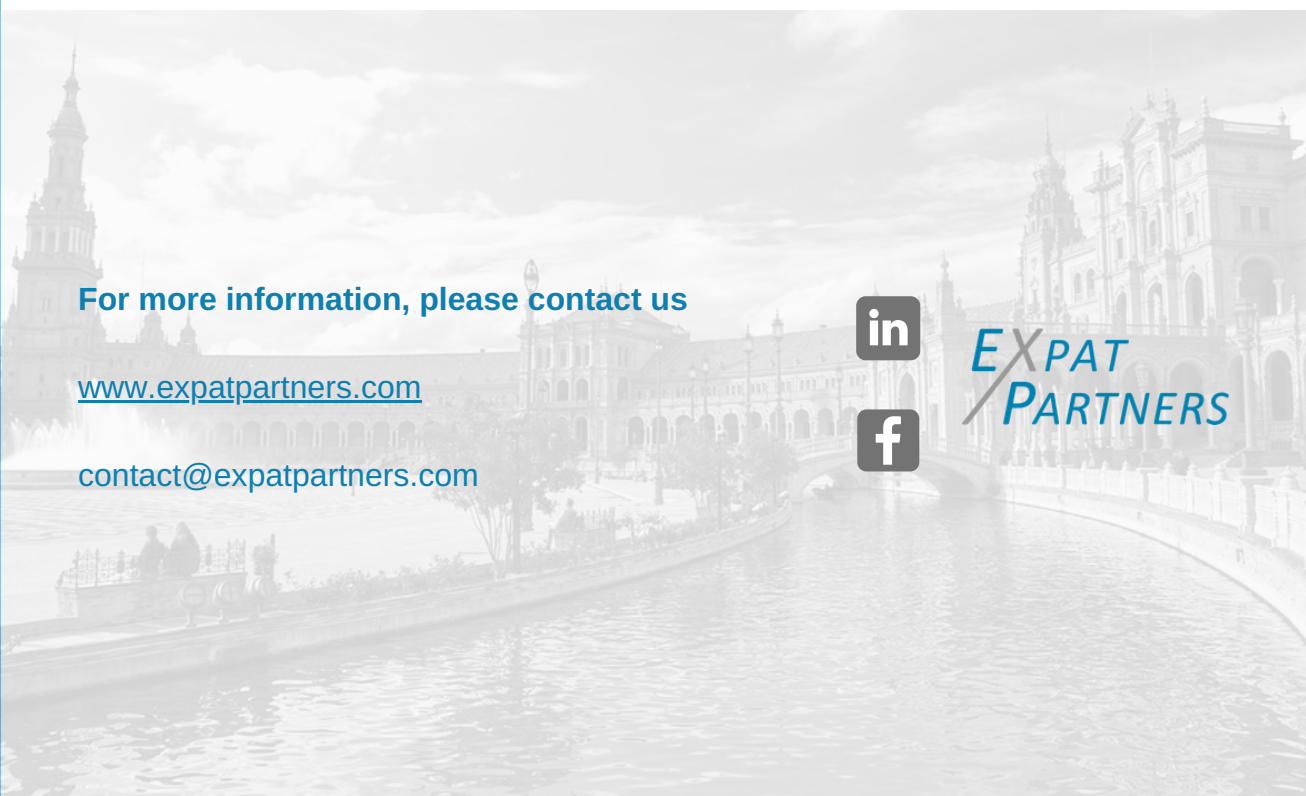 For more information, please contact us
www.expatpartners.com
contact@expatpartners.com
in
f
EXPAT
PARTNERS